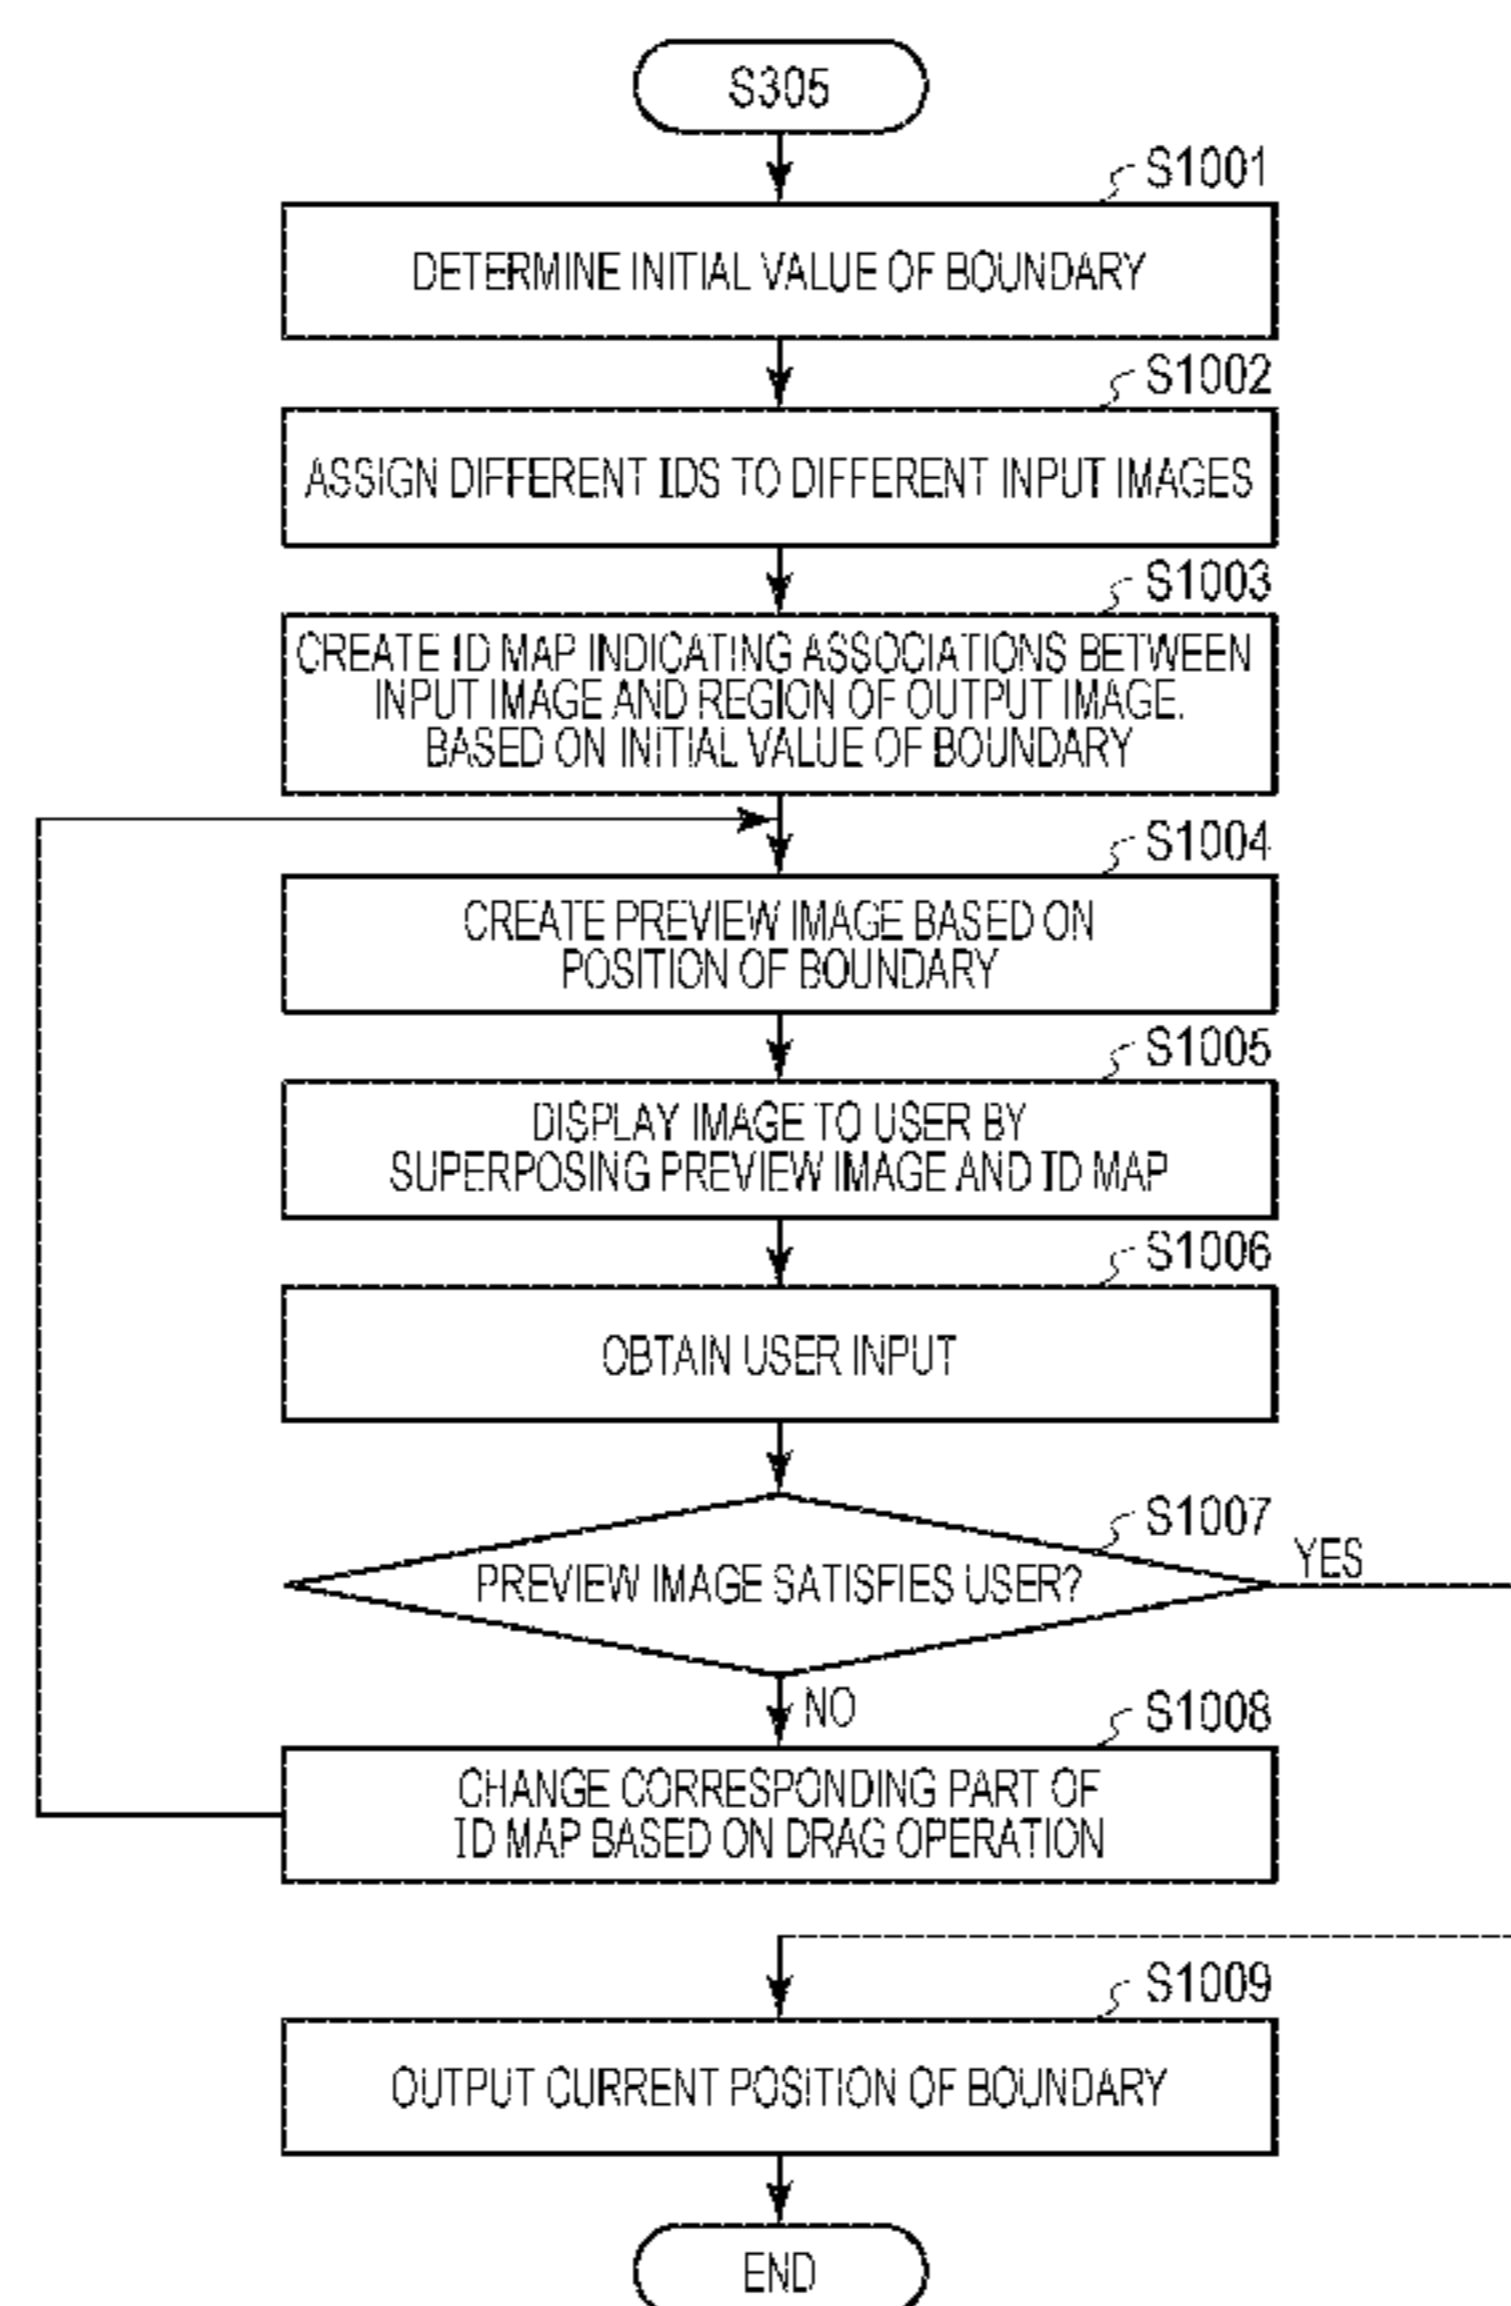 S305
S1001
DETERMINE INITIAL VALUE OF BOUNDARY
S1002
ASSIGN DIFFERENT IDS TO DIFFERENT INPUT IMAGES
S1003
CREATE ID MAP INDICATING ASSOCIATIONS BETWEEN
INPUT IMAGE AND REGION OF OUTPUT IMAGE,
BASED ON INITIAL VALUE OF BOUNDARY
S1004
CREATE PREVIEW IMAGE BASED ON
POSITION OF BOUNDARY
S1005
DISPLAY IMAGE TO USER BY
SUPERPOSING PREVIEW IMAGE AND ID MAP
S1006
OBTAIN USER INPUT
S1007
YES
PREVIEW IMAGE SATISFIES USER?
NO
S1008
CHANGE CORRESPONDING PART OF
ID MAP BASED ON DRAG OPERATION
S1009
OUTPUT CURRENT POSITION OF BOUNDARY
END